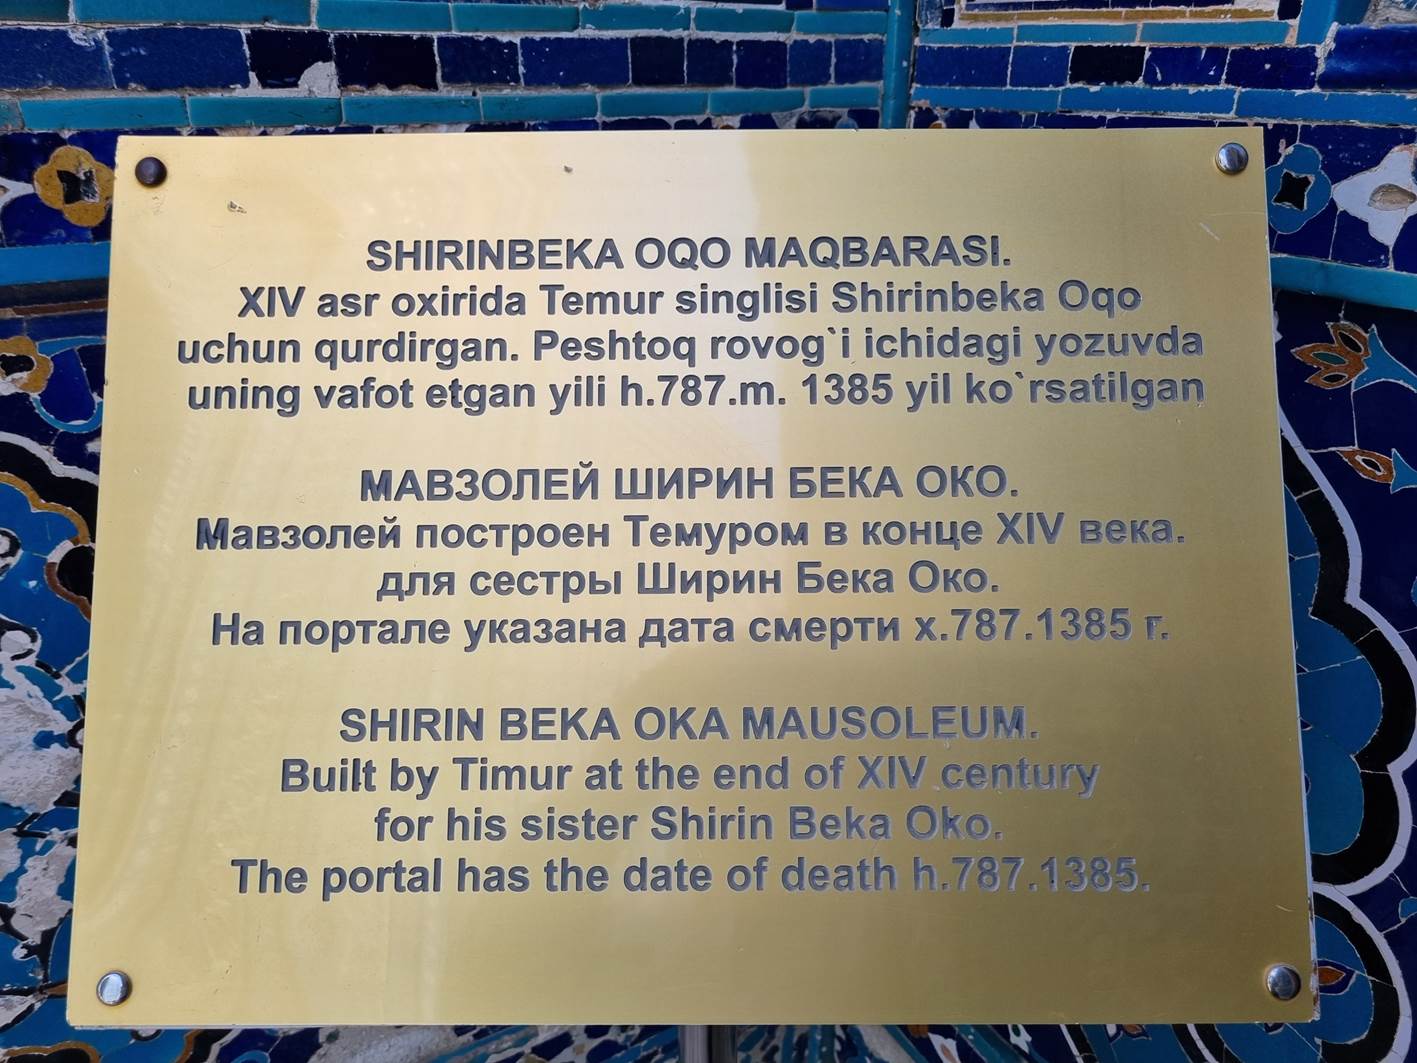 SHIRINBEKA OQO MAQBARASI.
XIV asr oxirida Temur singlisi Shirinbeka Oqo
uchun qurdirgan. Peshtoq rovog`i ichidagi yozuvda
uning vafot etgan yili h.787.m. 1385 yil ko`rsatilgan
МАВЗОЛЕЙ ШИРИН БЕКА ОКО.
Мавзолей построен Темуром в конце XIV века.
для сестры Ширин Бека Око.
На портале указана дата смерти х.787.1385 г.
SHIRIN BEKA OKA MAUSOLEUM.
Built by Timur at the end of XIV century
for his sister Shirin Beka Oko.
The portal has the date of death h.787.1385.